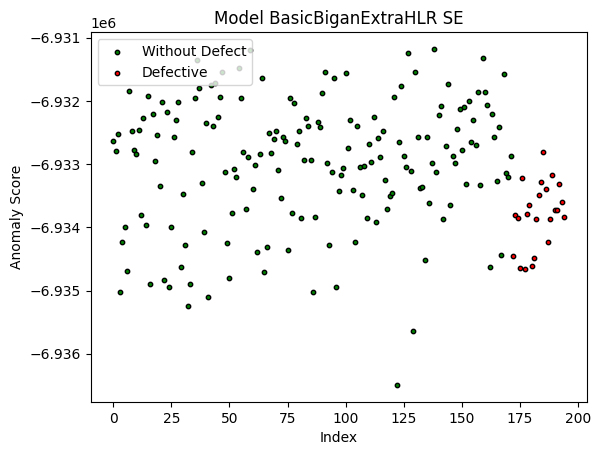 Model BasicBiganExtraHLR SE
1e6
Without Defect
Defective
Anomaly Score
−6.931
−6.932
−6.933
−6.934
−6.935
−6.936
0 25 50 75 100 125 150 175 200
Index